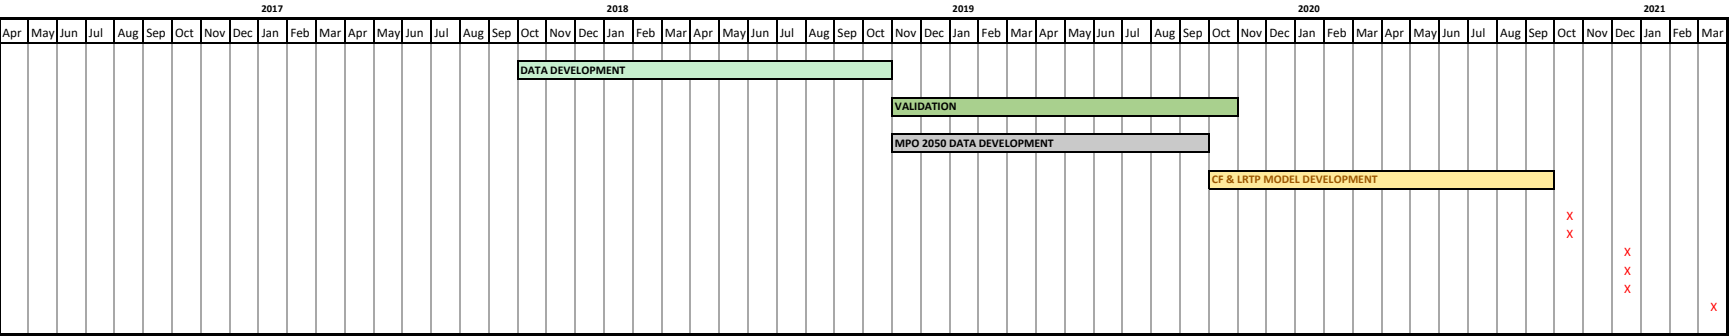 2017 2018 2019 2020 2021
Apr May Jun Jul Aug Sep Oct Nov Dec Jan Feb Mar Apr May Jun Jul Aug Sep Oct Nov Dec Jan Feb Mar Apr May Jun Jul Aug Sep Oct Nov Dec Jan Feb Mar Apr May Jun Jul Aug Sep Oct Nov Dec Jan Feb Mar Apr May Jun Jul Aug Sep Oct Nov Dec Jan Feb Mar
DATA DEVELOPMENT
VALIDATION
MPO 2050 DATA DEVELOPMENT
CF & LRTP MODEL DEVELOPMENT
X
X
X
X
X
X